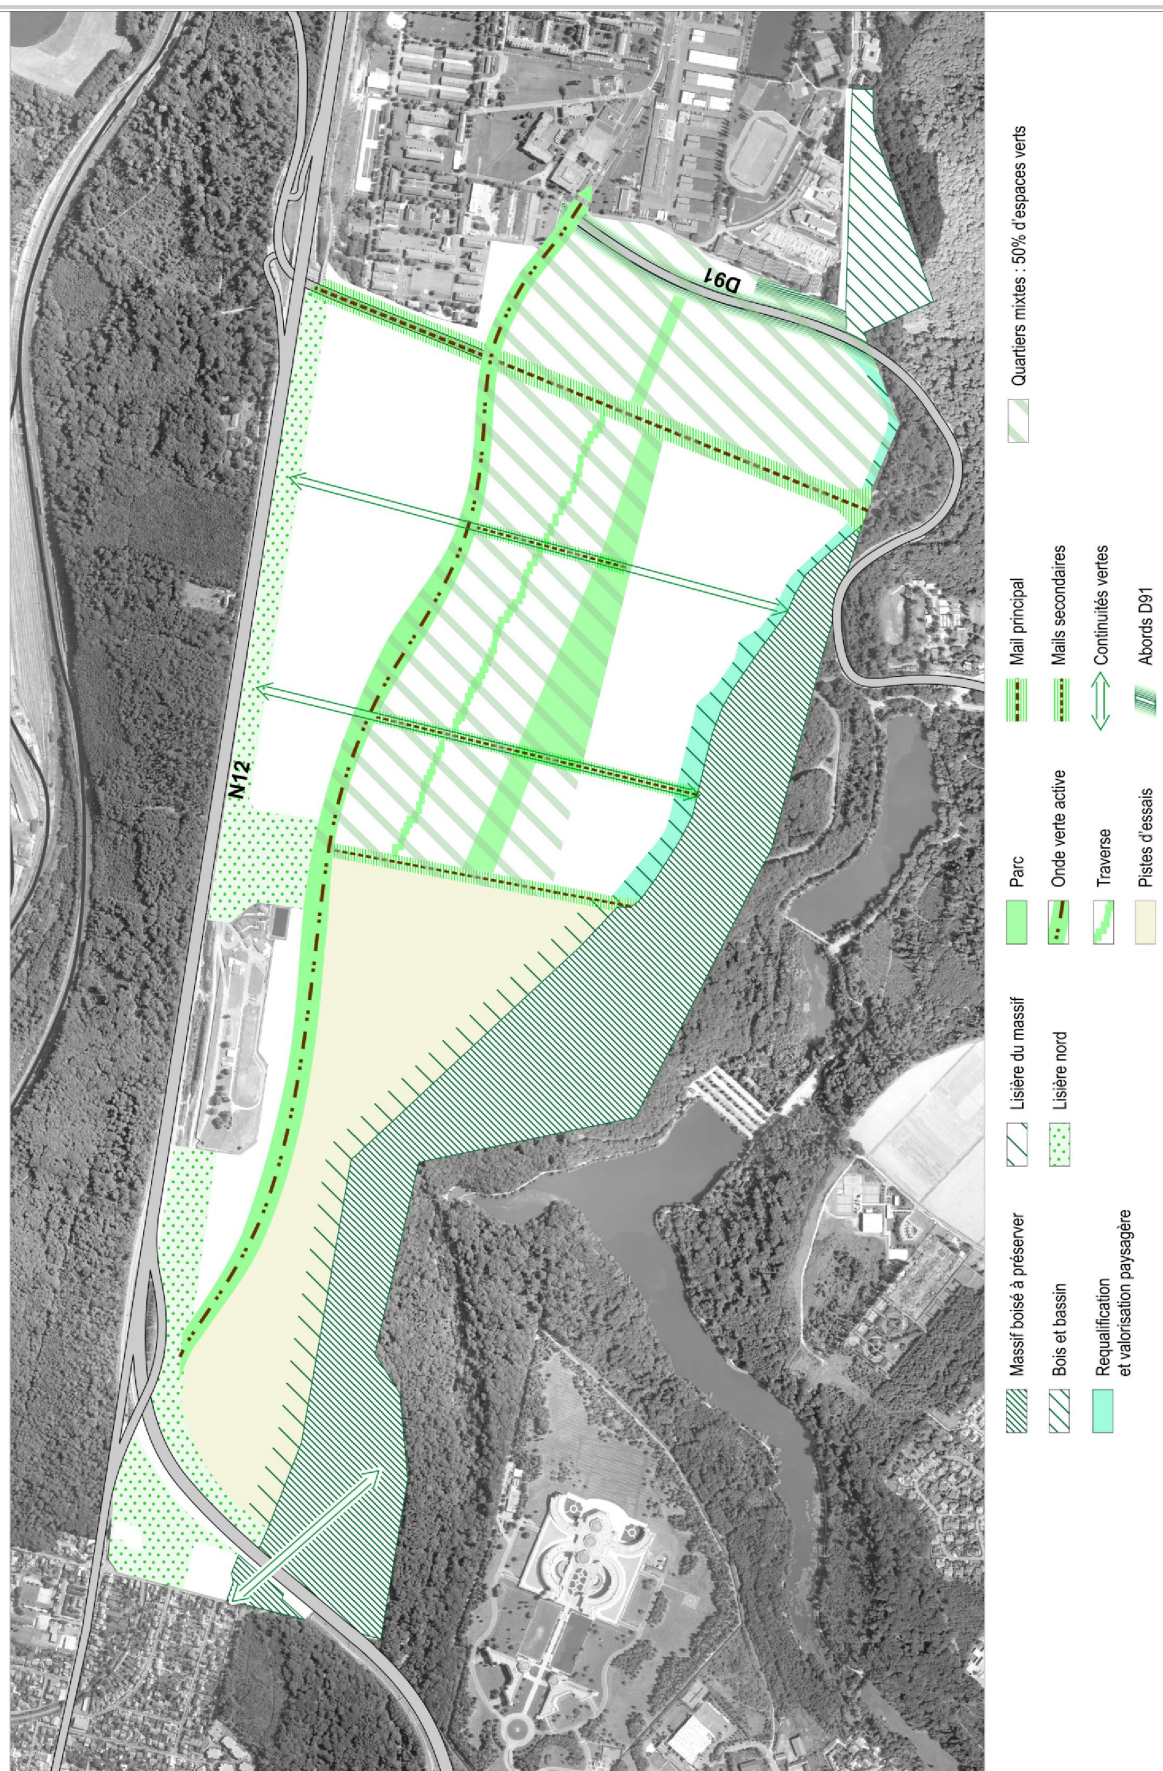 N12
D91
Massif boisé à préserver
Bois et bassin
Requalification
et valorisation paysagère
Lisière du massif
Lisière nord
Parc
Onde verte active
Traverse
Pistes d'essais
Mail principal
Mails secondaires
Continuités vertes
Abords D91
Quartiers mixtes : 50% d'espaces verts